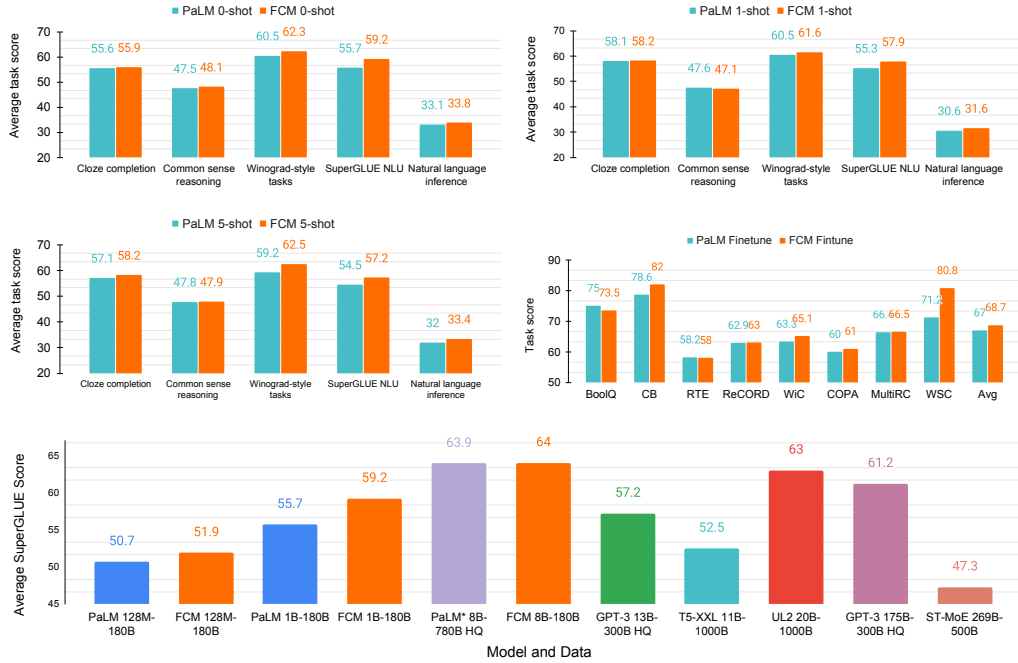 PaLM 0-shot FCM 0-shot
Average task score
70
60
50
40
30
20
55.6 55.9
47.5 48.1
60.5 62.3
55.7 59.2
33.1 33.8
Cloze completion
Common sense
reasoning
Winograd-style
tasks
SuperGLUE NLU
Natural language
inference
PaLM 1-shot FCM 1-shot
Average task score
70
60
50
40
30
20
58.1 58.2
47.6 47.1
60.5 61.6
55.3 57.9
30.6 31.6
Cloze completion
Common sense
reasoning
Winograd-style
tasks
SuperGLUE NLU
Natural language
inference
PaLM 5-shot FCM 5-shot
Average task score
70
60
50
40
30
20
57.1 58.2
47.8 47.9
59.2 62.5
54.5 57.2
32 33.4
Cloze completion
Common sense
reasoning
Winograd-style
tasks
SuperGLUE NLU
Natural language
inference
PaLM Finetune FCM Fintune
Task score
90
80
70
60
50
75 73.5
78.6 82
58.2 58
62.9 63
63.3 65.1
60 61
66.4 66.5
71.2 80.8
67 68.7
BoolQ CB RTE ReCORD WiC COPA MultiRC WSC Avg
Average SuperGLUE Score
65
60
55
50
45
50.7
51.9
55.7
59.2
63.9
64
57.2
52.5
63
61.2
47.3
PaLM 128M-
180B
FCM 128M-
180B
PaLM 1B-180B
FCM 1B-180B
PaLM* 8B-
780B HQ
FCM 8B-180B
GPT-3 13B-
300B HQ
T5-XXL 11B-
1000B
UL2 20B-
1000B
GPT-3 175B-
300B HQ
ST-MoE 269B-
500B
Model and Data